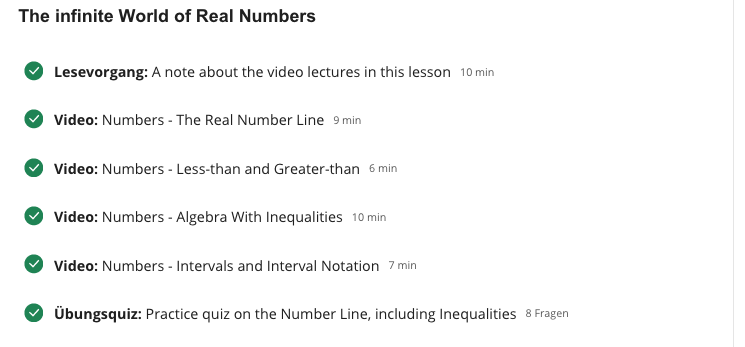 The infinite World of Real Numbers
Lesevorgang: A note about the video lectures in this lesson 10 min
Video: Numbers - The Real Number Line 9 min
Video: Numbers - Less-than and Greater-than 6 min
Video: Numbers - Algebra With Inequalities 10 min
Video: Numbers - Intervals and Interval Notation 7 min
Übungsquiz: Practice quiz on the Number Line, including Inequalities 8 Fragen